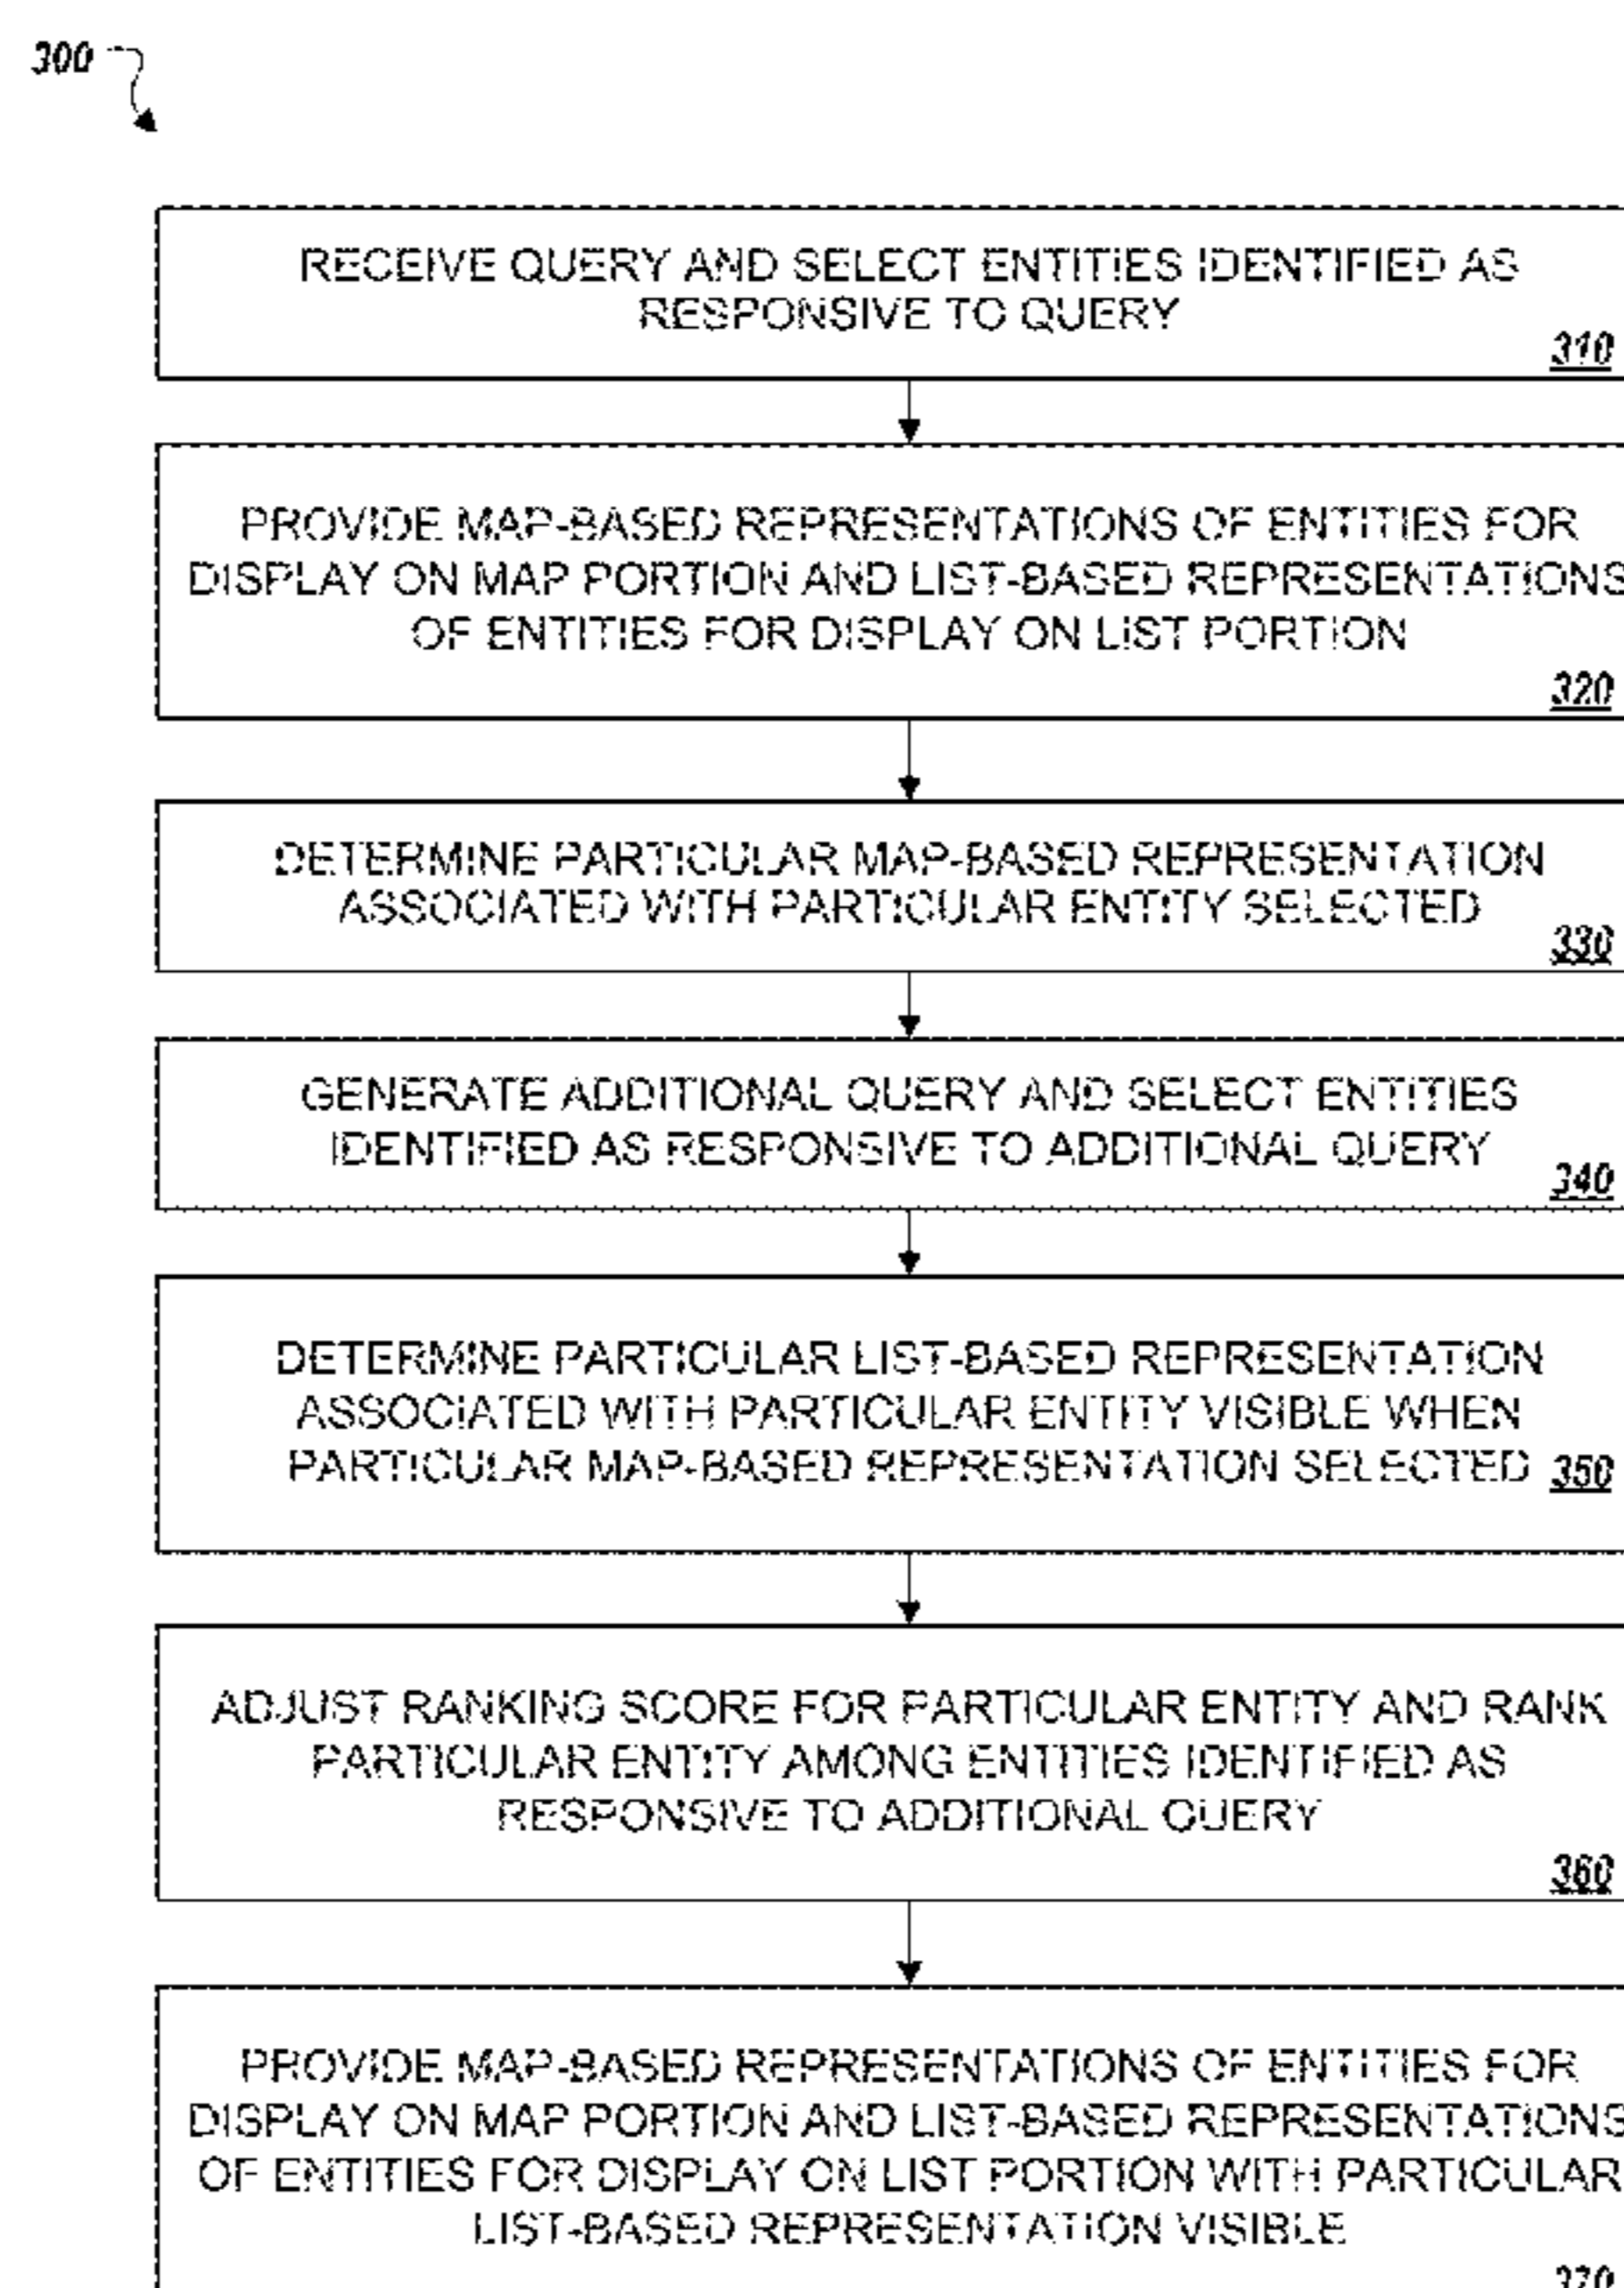 300
RECEIVE QUERY AND SELECT ENTITIES IDENTIFIED AS
RESPONSIVE TO QUERY
310
PROVIDE MAP-BASED REPRESENTATIONS OF ENTITIES FOR
DISPLAY ON MAP PORTION AND LIST-BASED REPRESENTATIONS
OF ENTITIES FOR DISPLAY ON LIST PORTION
320
DETERMINE PARTICULAR MAP-BASED REPRESENTATION
ASSOCIATED WITH PARTICULAR ENTITY SELECTED
330
GENERATE ADDITIONAL QUERY AND SELECT ENTITIES
IDENTIFIED AS RESPONSIVE TO ADDITIONAL QUERY
340
DETERMINE PARTICULAR LIST-BASED REPRESENTATION
ASSOCIATED WITH PARTICULAR ENTITY VISIBLE WHEN
PARTICULAR MAP-BASED REPRESENTATION SELECTED 350
ADJUST RANKING SCORE FOR PARTICULAR ENTITY AND RANK
PARTICULAR ENTITY AMONG ENTITIES IDENTIFIED AS
RESPONSIVE TO ADDITIONAL QUERY
360
PROVIDE MAP-BASED REPRESENTATIONS OF ENTITIES FOR
DISPLAY ON MAP PORTION AND LIST-BASED REPRESENTATIONS
OF ENTITIES FOR DISPLAY ON LIST PORTION WITH PARTICULAR
LIST-BASED REPRESENTATION VISIBLE
370